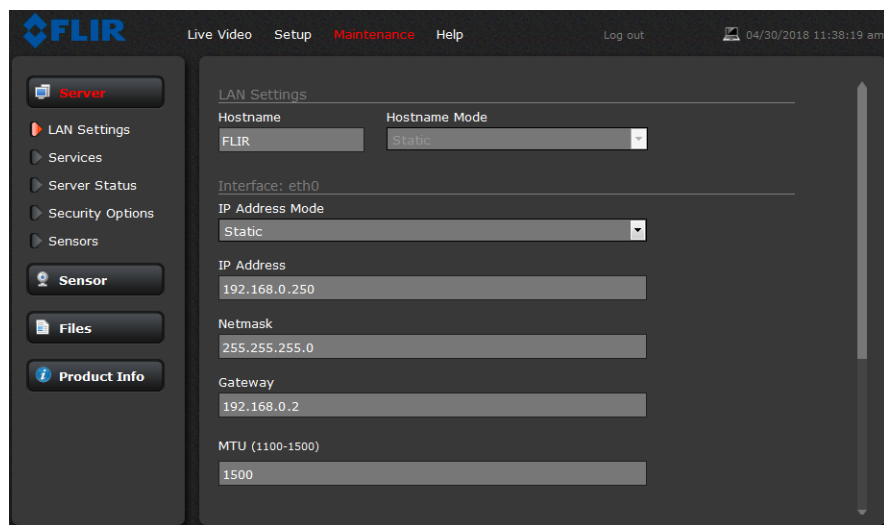 FLIR
Live Video Setup Maintenance Help Log out 04/30/2018 11:38:19 am
Server
LAN Settings
Services
Server Status
Security Options
Sensors
Sensor
Files
Product Info
LAN Settings
Hostname Hostname Mode
FLIR Static
Interface: eth0
IP Address Mode
Static
IP Address
192.168.0.250
Netmask
255.255.255.0
Gateway
192.168.0.2
MTU (1100-1500)
1500